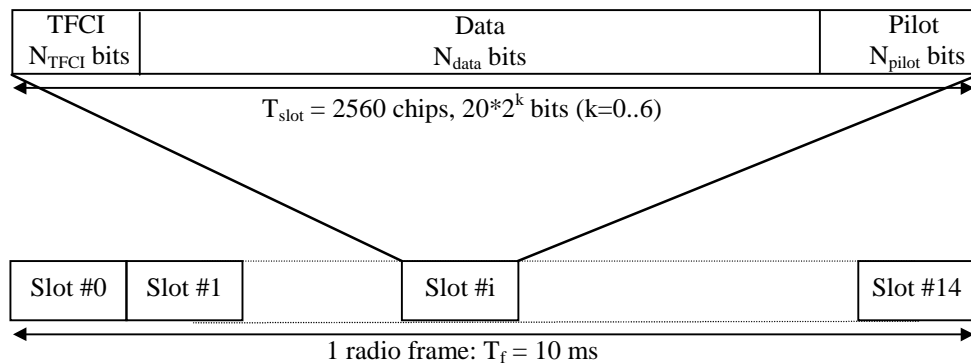 TFCI
N_TFCI bits
Data
N_data bits
Pilot
N_pilot bits
T_slot = 2560 chips, 20*2^k bits (k=0..6)
Slot #0
Slot #1
Slot #i
Slot #14
1 radio frame: T_f = 10 ms